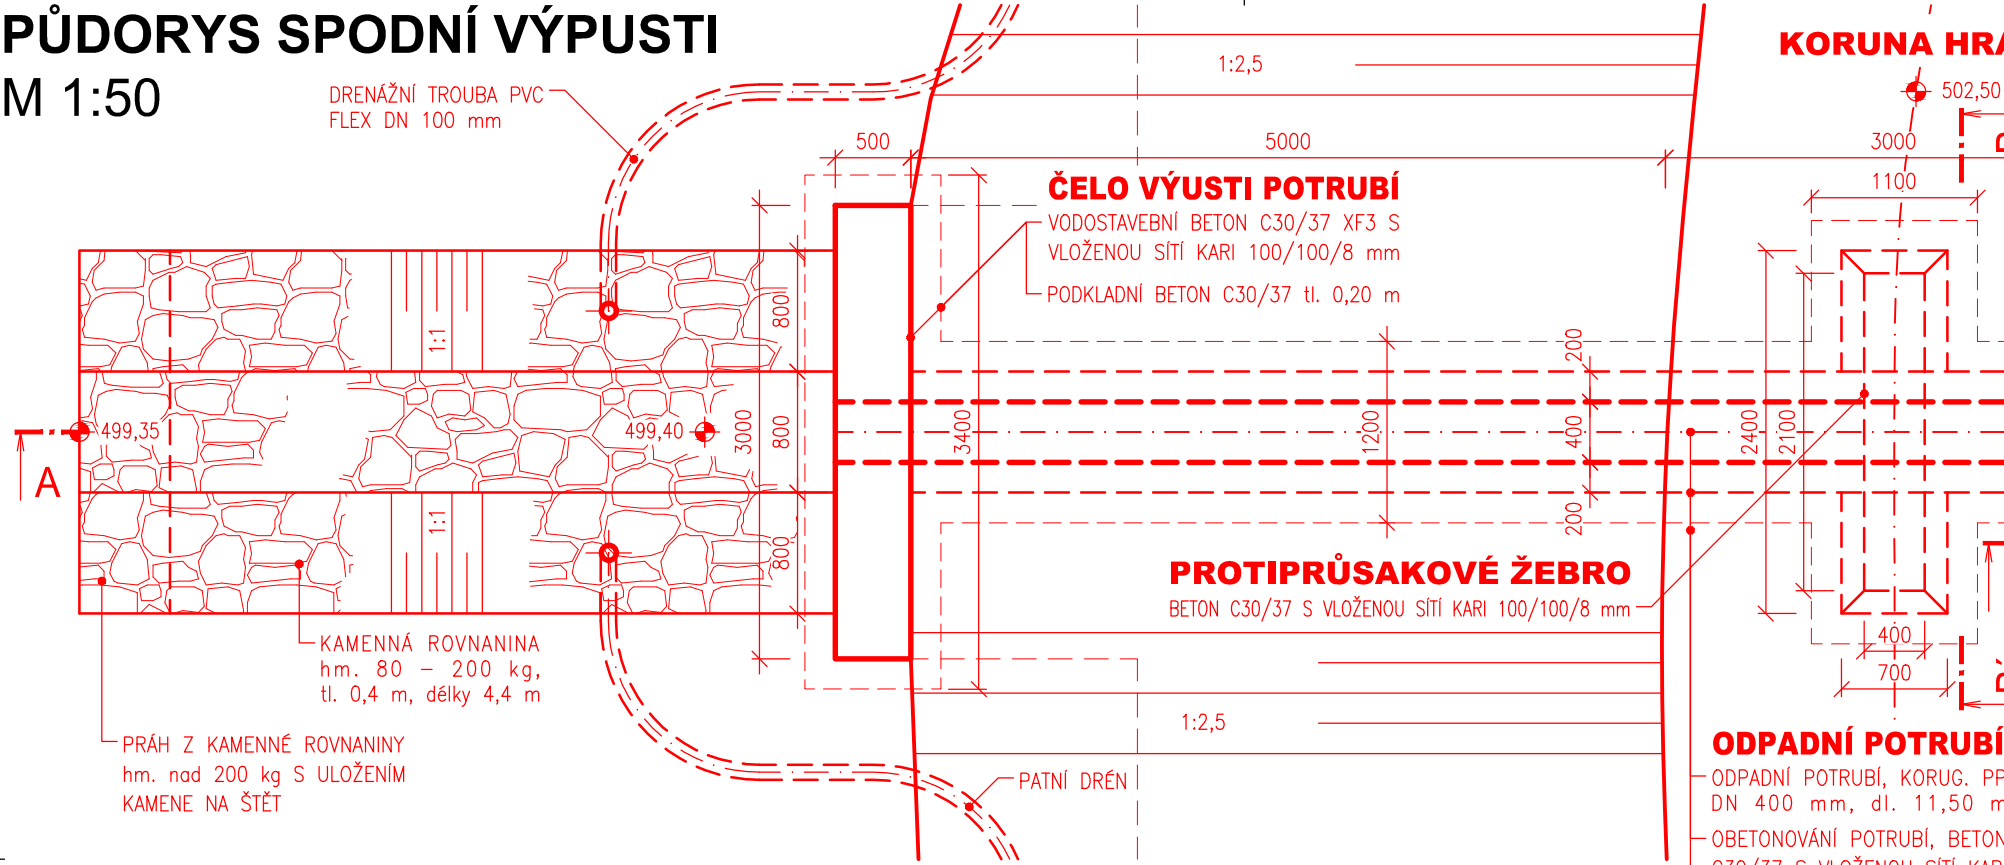 PŮDORYS SPODNÍ VÝPUSTI
M 1:50
DRENÁŽNÍ TROUBA PVC
FLEX DN 100 mm
1:2,5
KORUNA HRÁ
502,50
500
5000
3000
1100
ČELO VÝUSTI POTRUBÍ
VODOSTAVEBNÍ BETON C30/37 XF3 S
VLOŽENOU SÍTÍ KARI 100/100/8 mm
PODKLADNÍ BETON C30/37 tl. 0,20 m
800
1:1
200
499,35
499,40
3000
800
3400
1200
400
2400
2100
A
1:1
800
200
PROTIPRŮSAKOVÉ ŽEBRO
BETON C30/37 S VLOŽENOU SÍTÍ KARI 100/100/8 mm
400
700
KAMENNÁ ROVNANINA
hm. 80 – 200 kg,
tl. 0,4 m, délky 4,4 m
1:2,5
PRÁH Z KAMENNÉ ROVNANINY
hm. nad 200 kg S ULOŽENÍM
KAMENE NA ŠTĚT
PATNÍ DRÉN
ODPADNÍ POTRUBÍ
ODPADNÍ POTRUBÍ, KORUG. PP
DN 400 mm, dl. 11,50 m
OBETONOVÁNÍ POTRUBÍ, BETON
C30/37 S VLOŽENOU SÍTÍ KARI